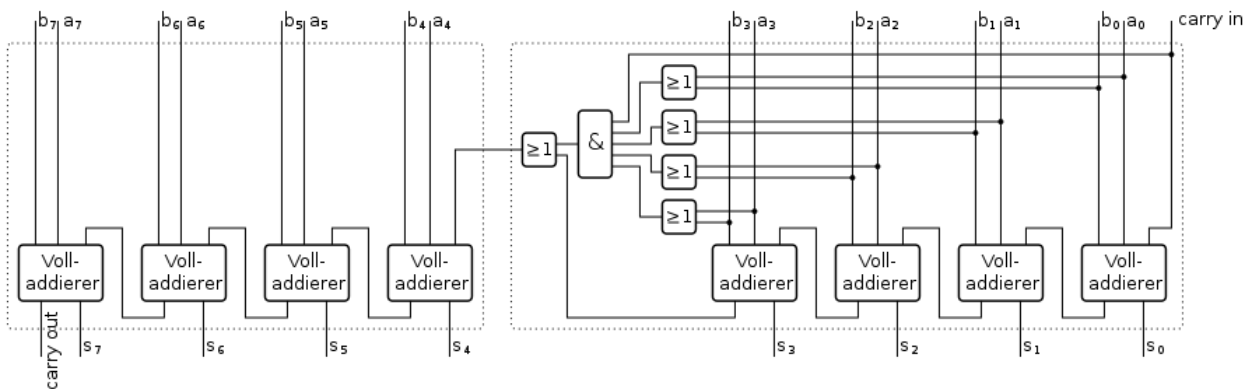 b₇ a₇ b₆ a₆ b₅ a₅ b₄ a₄ b₃ a₃ b₂ a₂ b₁ a₁ b₀ a₀ carry in
≥1
≥1
& ≥1
≥1
≥1
Voll-
addierer
Voll-
addierer
Voll-
addierer
Voll-
addierer
Voll-
addierer
Voll-
addierer
Voll-
addierer
Voll-
addierer
carry out
s₇ s₆ s₅ s₄ s₃ s₂ s₁ s₀